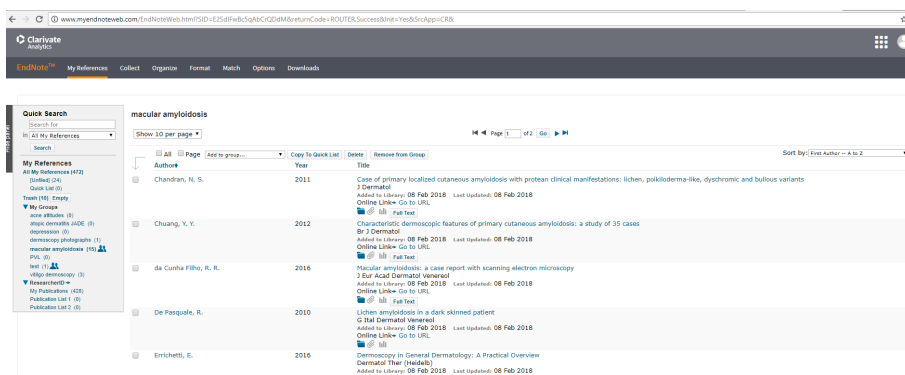 www.myendnoteweb.com/EndNoteWeb.html?SID=E2SdIFwBc5qAbCrQDdM&returnCode=ROUTER.Success&Init=Yes&SrcApp=CR&
Clarivate
Analytics
EndNote™ My References Collect Organize Format Match Options Downloads
Hide panel
Quick Search
Search for
in All My References
Search
My References
All My References (472)
[Unfiled] (24)
Quick List (0)
Trash (10) Empty
▼ My Groups
acne attitudes (8)
atopic dermatitis JADE (0)
depresssion (0)
dermoscopy photographs (1)
macular amyloidosis (15)
PVL (0)
test (1)
vitiligo dermoscopy (3)
▼ ResearcherID
My Publications (428)
Publication List 1 (0)
Publication List 2 (0)
macular amyloidosis
Show 10 per page Page 1 of 2 Go
All Page Add to group... Copy To Quick List Delete Remove from Group Sort by: First Author -- A to Z
Author Year Title
Chandran, N. S. 2011 Case of primary localized cutaneous amyloidosis with protean clinical manifestations: lichen, poikiloderma-like, dyschromic and bullous variants
J Dermatol
Added to Library: 08 Feb 2018 Last Updated: 08 Feb 2018
Online Link→ Go to URL
Full Text
Chuang, Y. Y. 2012 Characteristic dermoscopic features of primary cutaneous amyloidosis: a study of 35 cases
Br J Dermatol
Added to Library: 08 Feb 2018 Last Updated: 08 Feb 2018
Online Link→ Go to URL
Full Text
da Cunha Filho, R. R. 2016 Macular amyloidosis: a case report with scanning electron microscopy
J Eur Acad Dermatol Venereol
Added to Library: 08 Feb 2018 Last Updated: 08 Feb 2018
Online Link→ Go to URL
Full Text
De Pasquale, R. 2010 Lichen amyloidosis in a dark skinned patient
G Ital Dermatol Venereol
Added to Library: 08 Feb 2018 Last Updated: 08 Feb 2018
Online Link→ Go to URL
Errichetti, E. 2016 Dermoscopy in General Dermatology: A Practical Overview
Dermatol Ther (Heidelb)
Added to Library: 08 Feb 2018 Last Updated: 08 Feb 2018